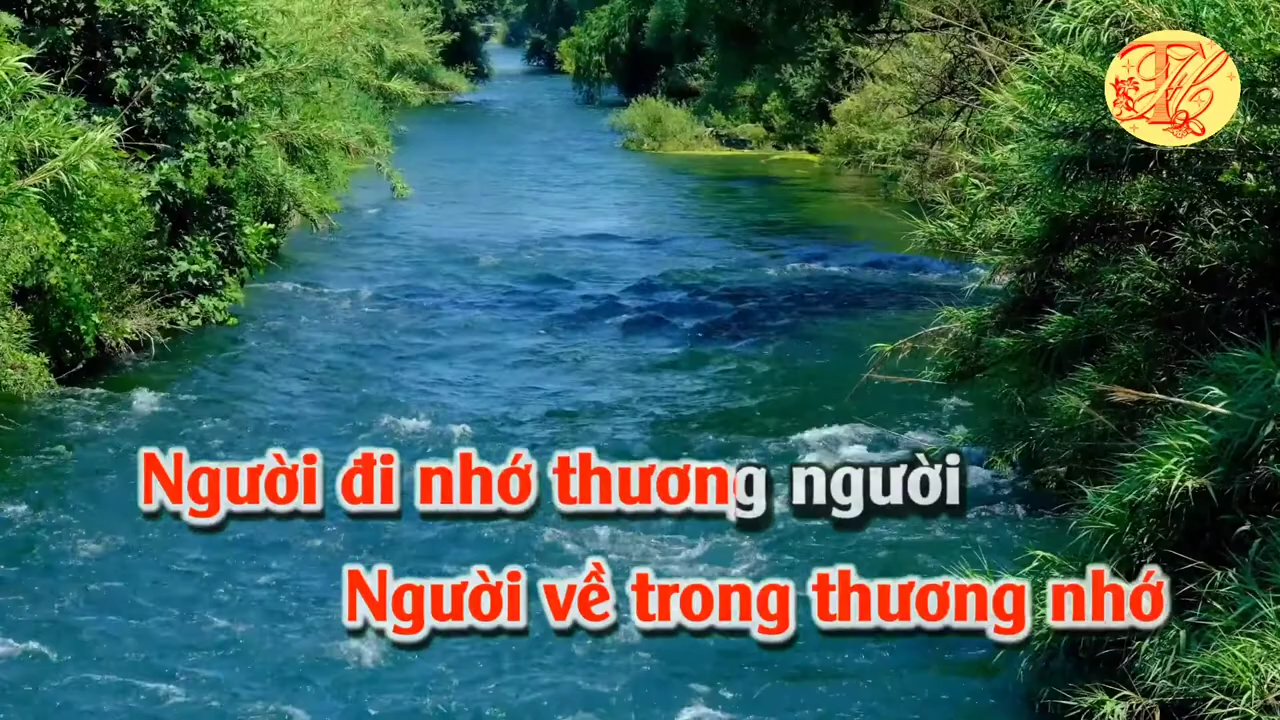 Người đi nhớ thương người
Người về trong thương nhớ